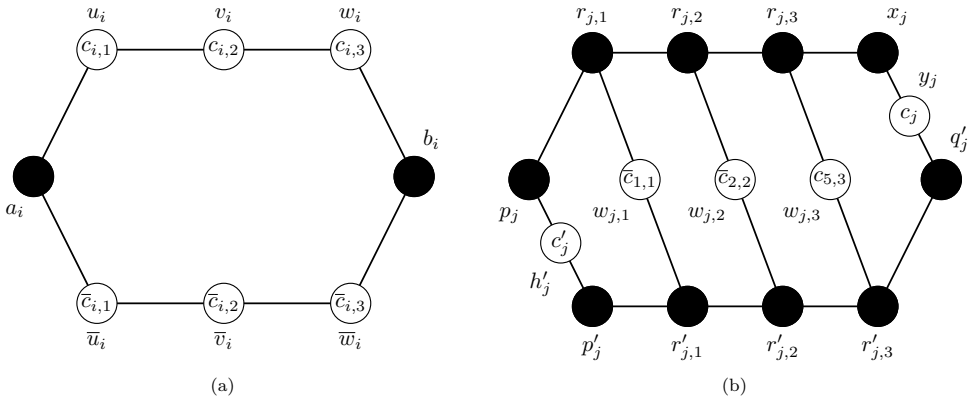 u_i v_i w_i
c_{i,1} c_{i,2} c_{i,3}
b_i
a_i
c̅_{i,1} c̅_{i,2} c̅_{i,3}
u̅_i v̅_i w̅_i
(a)
r_{j,1} r_{j,2} r_{j,3} x_j
y_j
c_j
q'_j
c̅_{1,1} c̅_{2,2} c_{5,3}
p_j w_{j,1} w_{j,2} w_{j,3}
c'_j
h'_j
p'_j r'_{j,1} r'_{j,2} r'_{j,3}
(b)